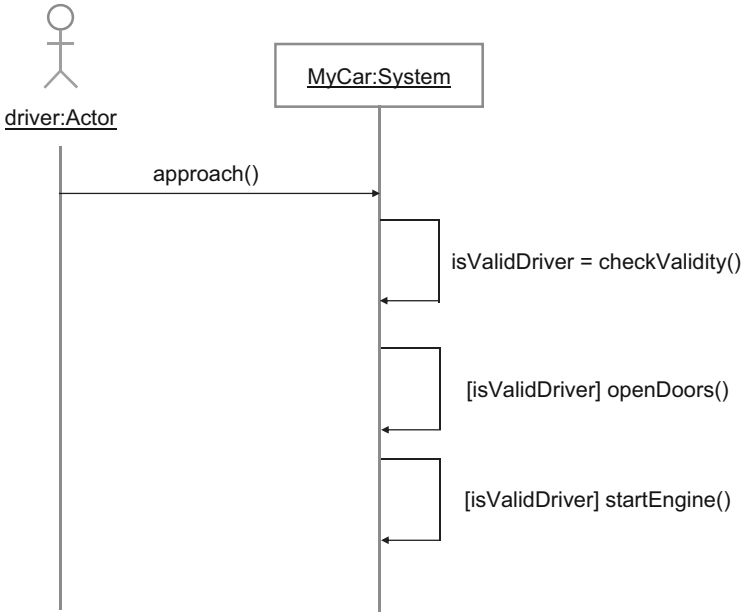 MyCar:System
driver:Actor
approach()
isValidDriver = checkValidity()
[isValidDriver] openDoors()
[isValidDriver] startEngine()